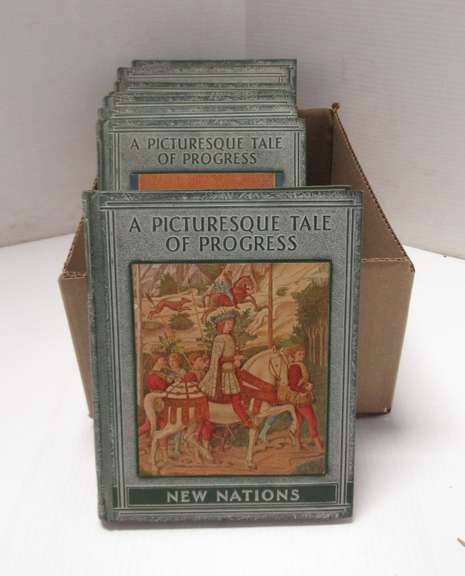 A PICTURESQUE TALE
OF PROGRESS
A PICTURESQUE TALE
OF PROGRESS
NEW NATIONS